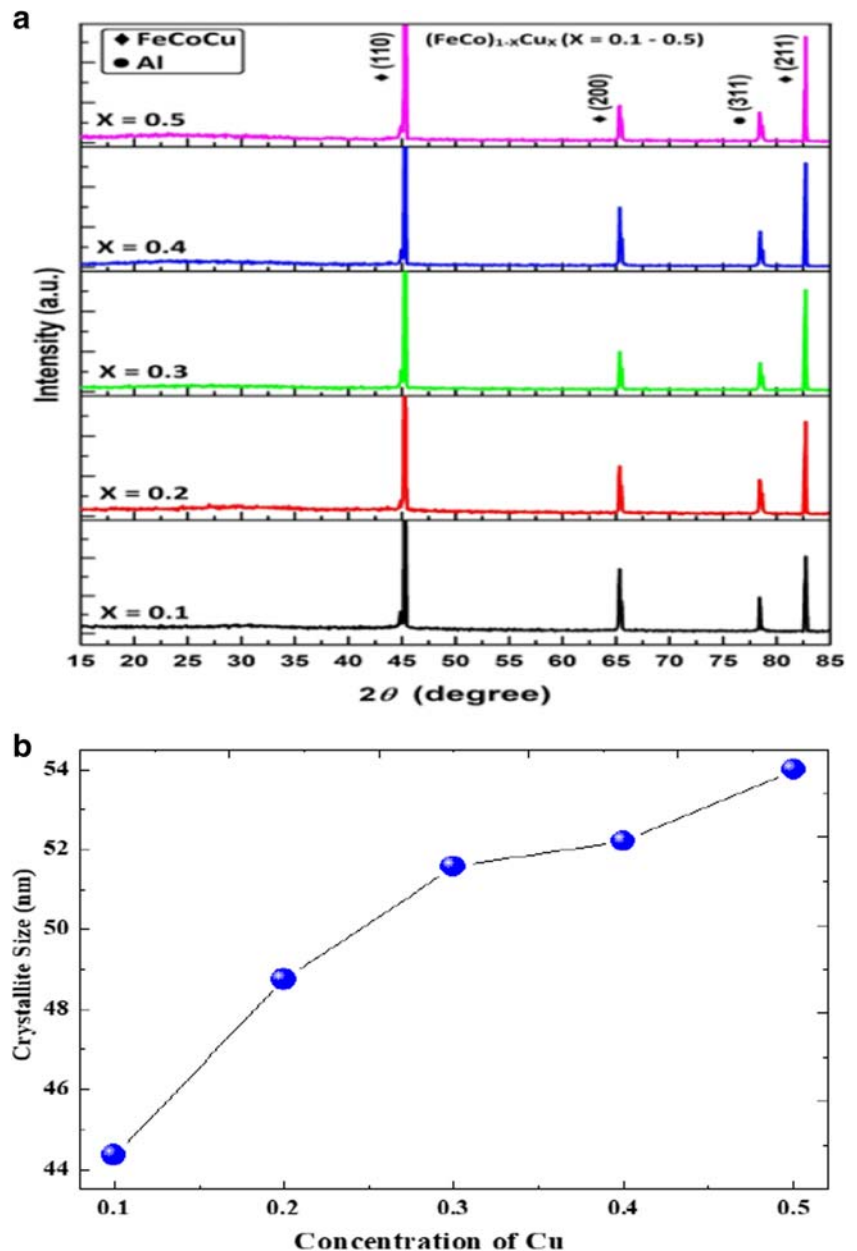 a
◆ FeCoCu
● Al
(FeCo)1-XCuX (X = 0.1 - 0.5)
◆ (110)
◆ (200)
● (311)
◆ (211)
X = 0.5
X = 0.4
X = 0.3
X = 0.2
X = 0.1
Intensity (a.u.)
15 20 25 30 35 40 45 50 55 60 65 70 75 80 85
2θ (degree)
b
54
52
50
48
46
44
Crystallite Size (nm)
0.1 0.2 0.3 0.4 0.5
Concentration of Cu